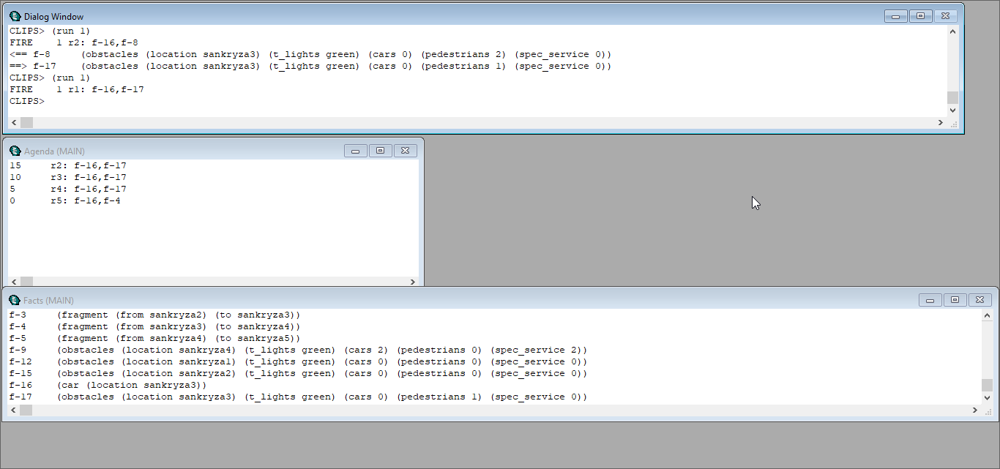 Dialog Window
CLIPS> (run 1)
FIRE    1 r2: f-16,f-8
<== f-8     (obstacles (location sankryza3) (t_lights green) (cars 0) (pedestrians 2) (spec_service 0))
==> f-17    (obstacles (location sankryza3) (t_lights green) (cars 0) (pedestrians 1) (spec_service 0))
CLIPS> (run 1)
FIRE    1 r1: f-16,f-17
CLIPS>
Agenda (MAIN)
15     r2: f-16,f-17
10     r3: f-16,f-17
5      r4: f-16,f-17
0      r5: f-16,f-4
Facts (MAIN)
f-3     (fragment (from sankryza2) (to sankryza3))
f-4     (fragment (from sankryza3) (to sankryza4))
f-5     (fragment (from sankryza4) (to sankryza5))
f-9     (obstacles (location sankryza4) (t_lights green) (cars 2) (pedestrians 0) (spec_service 2))
f-12    (obstacles (location sankryza1) (t_lights green) (cars 0) (pedestrians 0) (spec_service 0))
f-15    (obstacles (location sankryza2) (t_lights green) (cars 0) (pedestrians 0) (spec_service 0))
f-16    (car (location sankryza3))
f-17    (obstacles (location sankryza3) (t_lights green) (cars 0) (pedestrians 1) (spec_service 0))